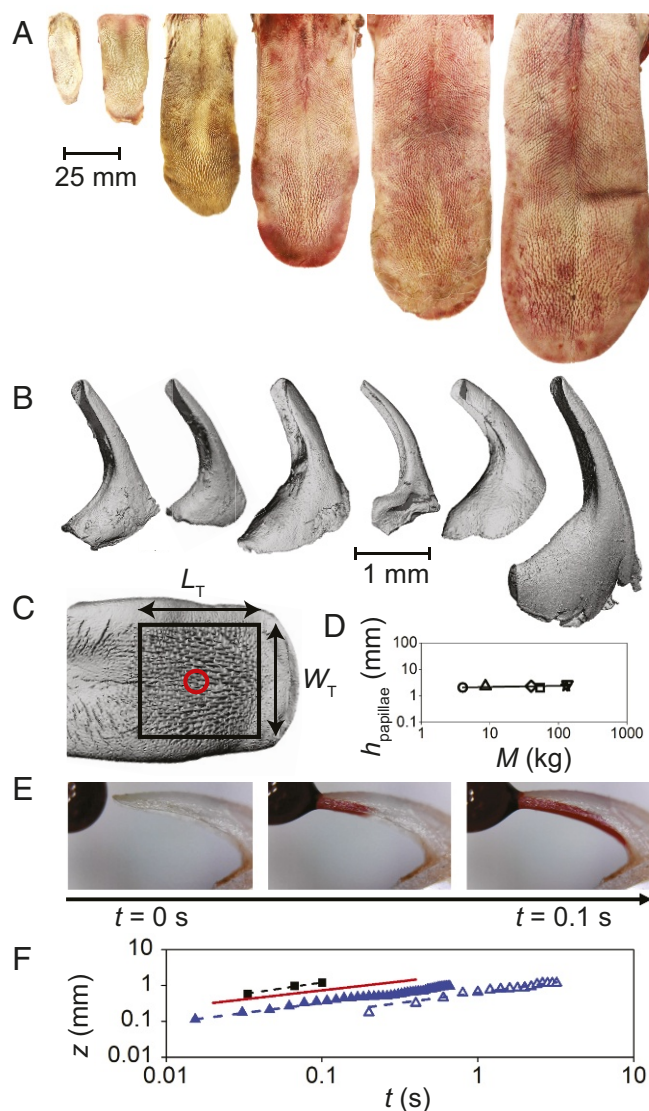 A
25 mm
B
1 mm
C
L_T
W_T
D
h_papillae (mm)
100
10
1
0.1
1 10 100 1000
M (kg)
E
t = 0 s
t = 0.1 s
F
z (mm)
10
1
0.1
0.01
0.01 0.1 1 10
t (s)